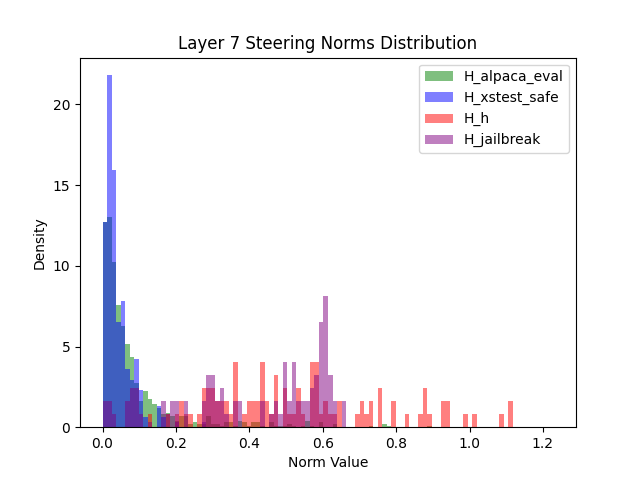 Layer 7 Steering Norms Distribution
H_alpaca_eval
H_xstest_safe
H_h
H_jailbreak
Density
20
15
10
5
0
0.0 0.2 0.4 0.6 0.8 1.0 1.2
Norm Value